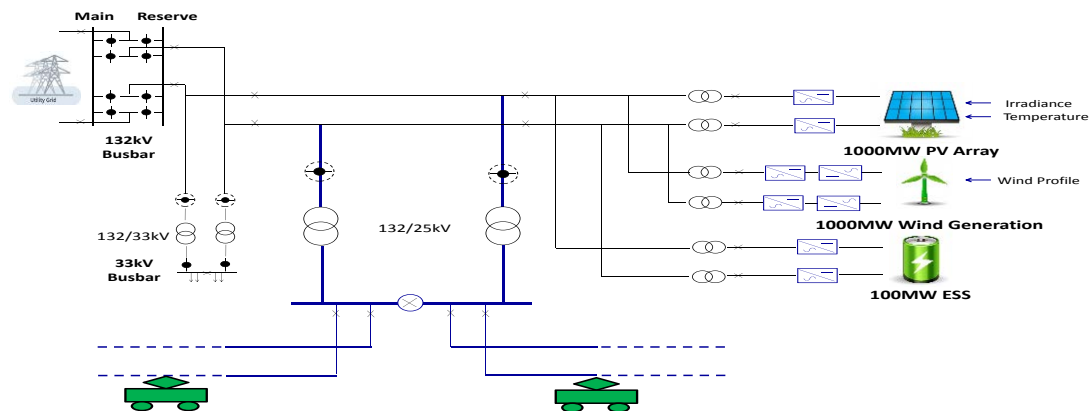 Main Reserve
Utility Grid
132kV
Busbar
132/33kV
33kV
Busbar
132/25kV
Irradiance
Temperature
1000MW PV Array
Wind Profile
1000MW Wind Generation
100MW ESS